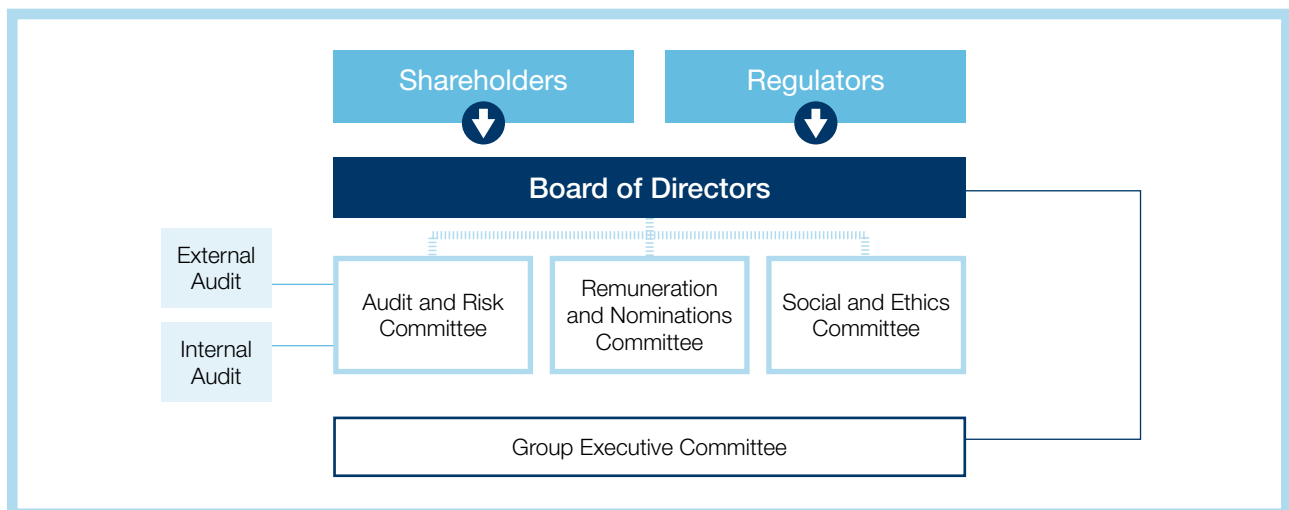 Shareholders
Regulators
Board of Directors
External
Audit
Internal
Audit
Audit and Risk
Committee
Remuneration
and Nominations
Committee
Social and Ethics
Committee
Group Executive Committee